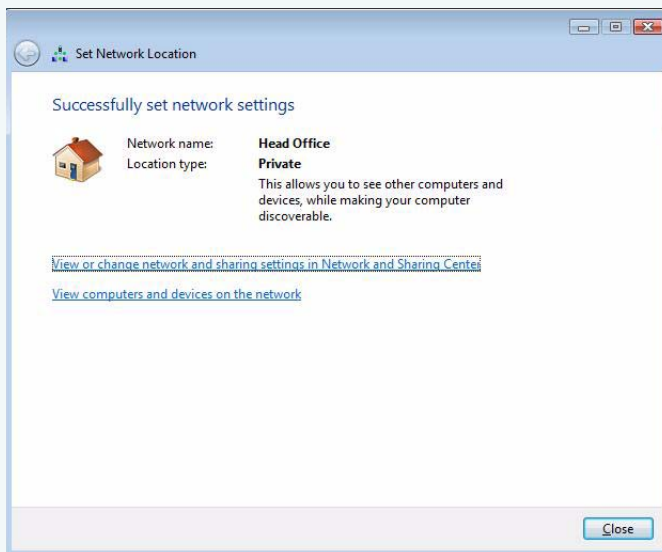 Set Network Location
Successfully set network settings
Network name: Head Office
Location type: Private
This allows you to see other computers and
devices, while making your computer
discoverable.
View or change network and sharing settings in Network and Sharing Center
View computers and devices on the network
Close